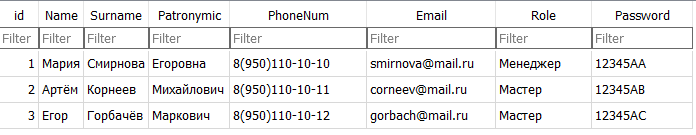 id Name Surname Patronymic PhoneNum Email Role Password
Filter Filter Filter Filter Filter Filter Filter Filter
1 Мария Смирнова Егоровна 8(950)110-10-10 smirnova@mail.ru Менеджер 12345AA
2 Артём Корнеев Михайлович 8(950)110-10-11 corneev@mail.ru Мастер 12345AB
3 Егор Горбачёв Маркович 8(950)110-10-12 gorbach@mail.ru Мастер 12345AC